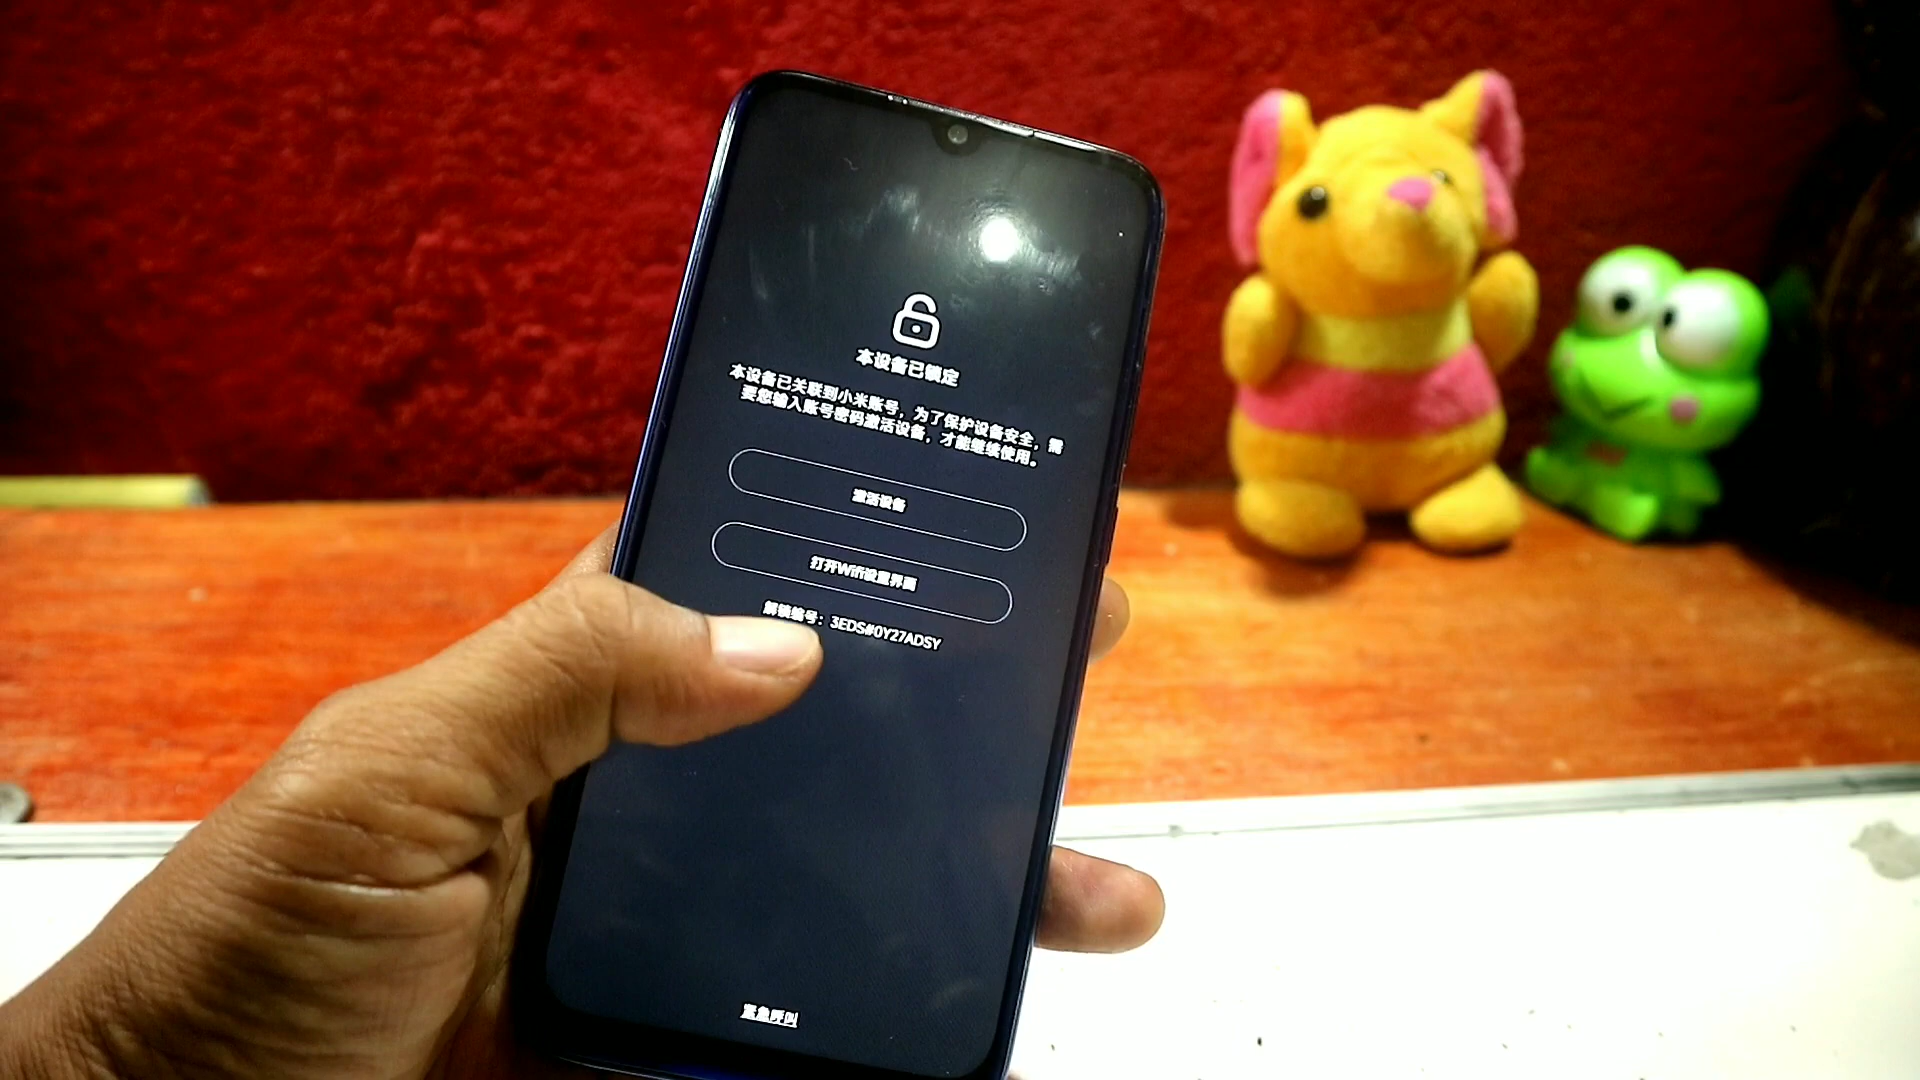 本设备已锁定
本设备已关联到小米账号，为了保护设备安全，需
要您输入账号密码激活设备，才能继续使用。
激活设备
打开Wifi设置界面
解锁编号：3EDS#0Y27ADSY
紧急呼叫